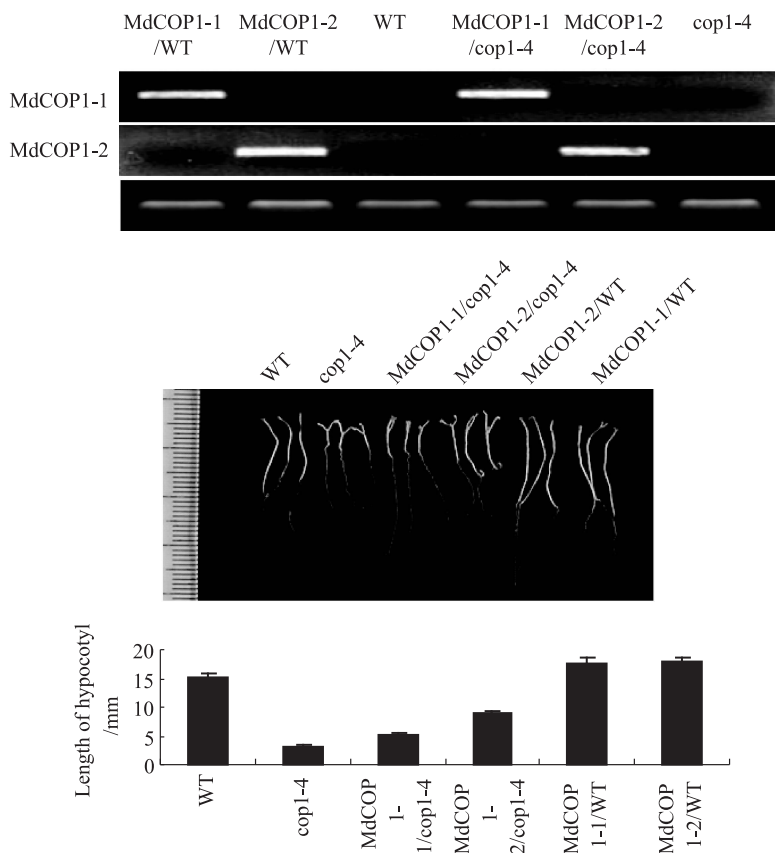 MdCOP1-1 MdCOP1-2 WT MdCOP1-1 MdCOP1-2 cop1-4
/WT /WT /cop1-4 /cop1-4
MdCOP1-1
MdCOP1-2
WT
cop1-4
MdCOP1-1/cop1-4
MdCOP1-2/cop1-4
MdCOP1-2/WT
MdCOP1-1/WT
Length of hypocotyl
/mm
20
15
10
5
0
WT
cop1-4
MdCOP
1-
1/cop1-4
MdCOP
1-
2/cop1-4
MdCOP
1-1/WT
MdCOP
1-2/WT